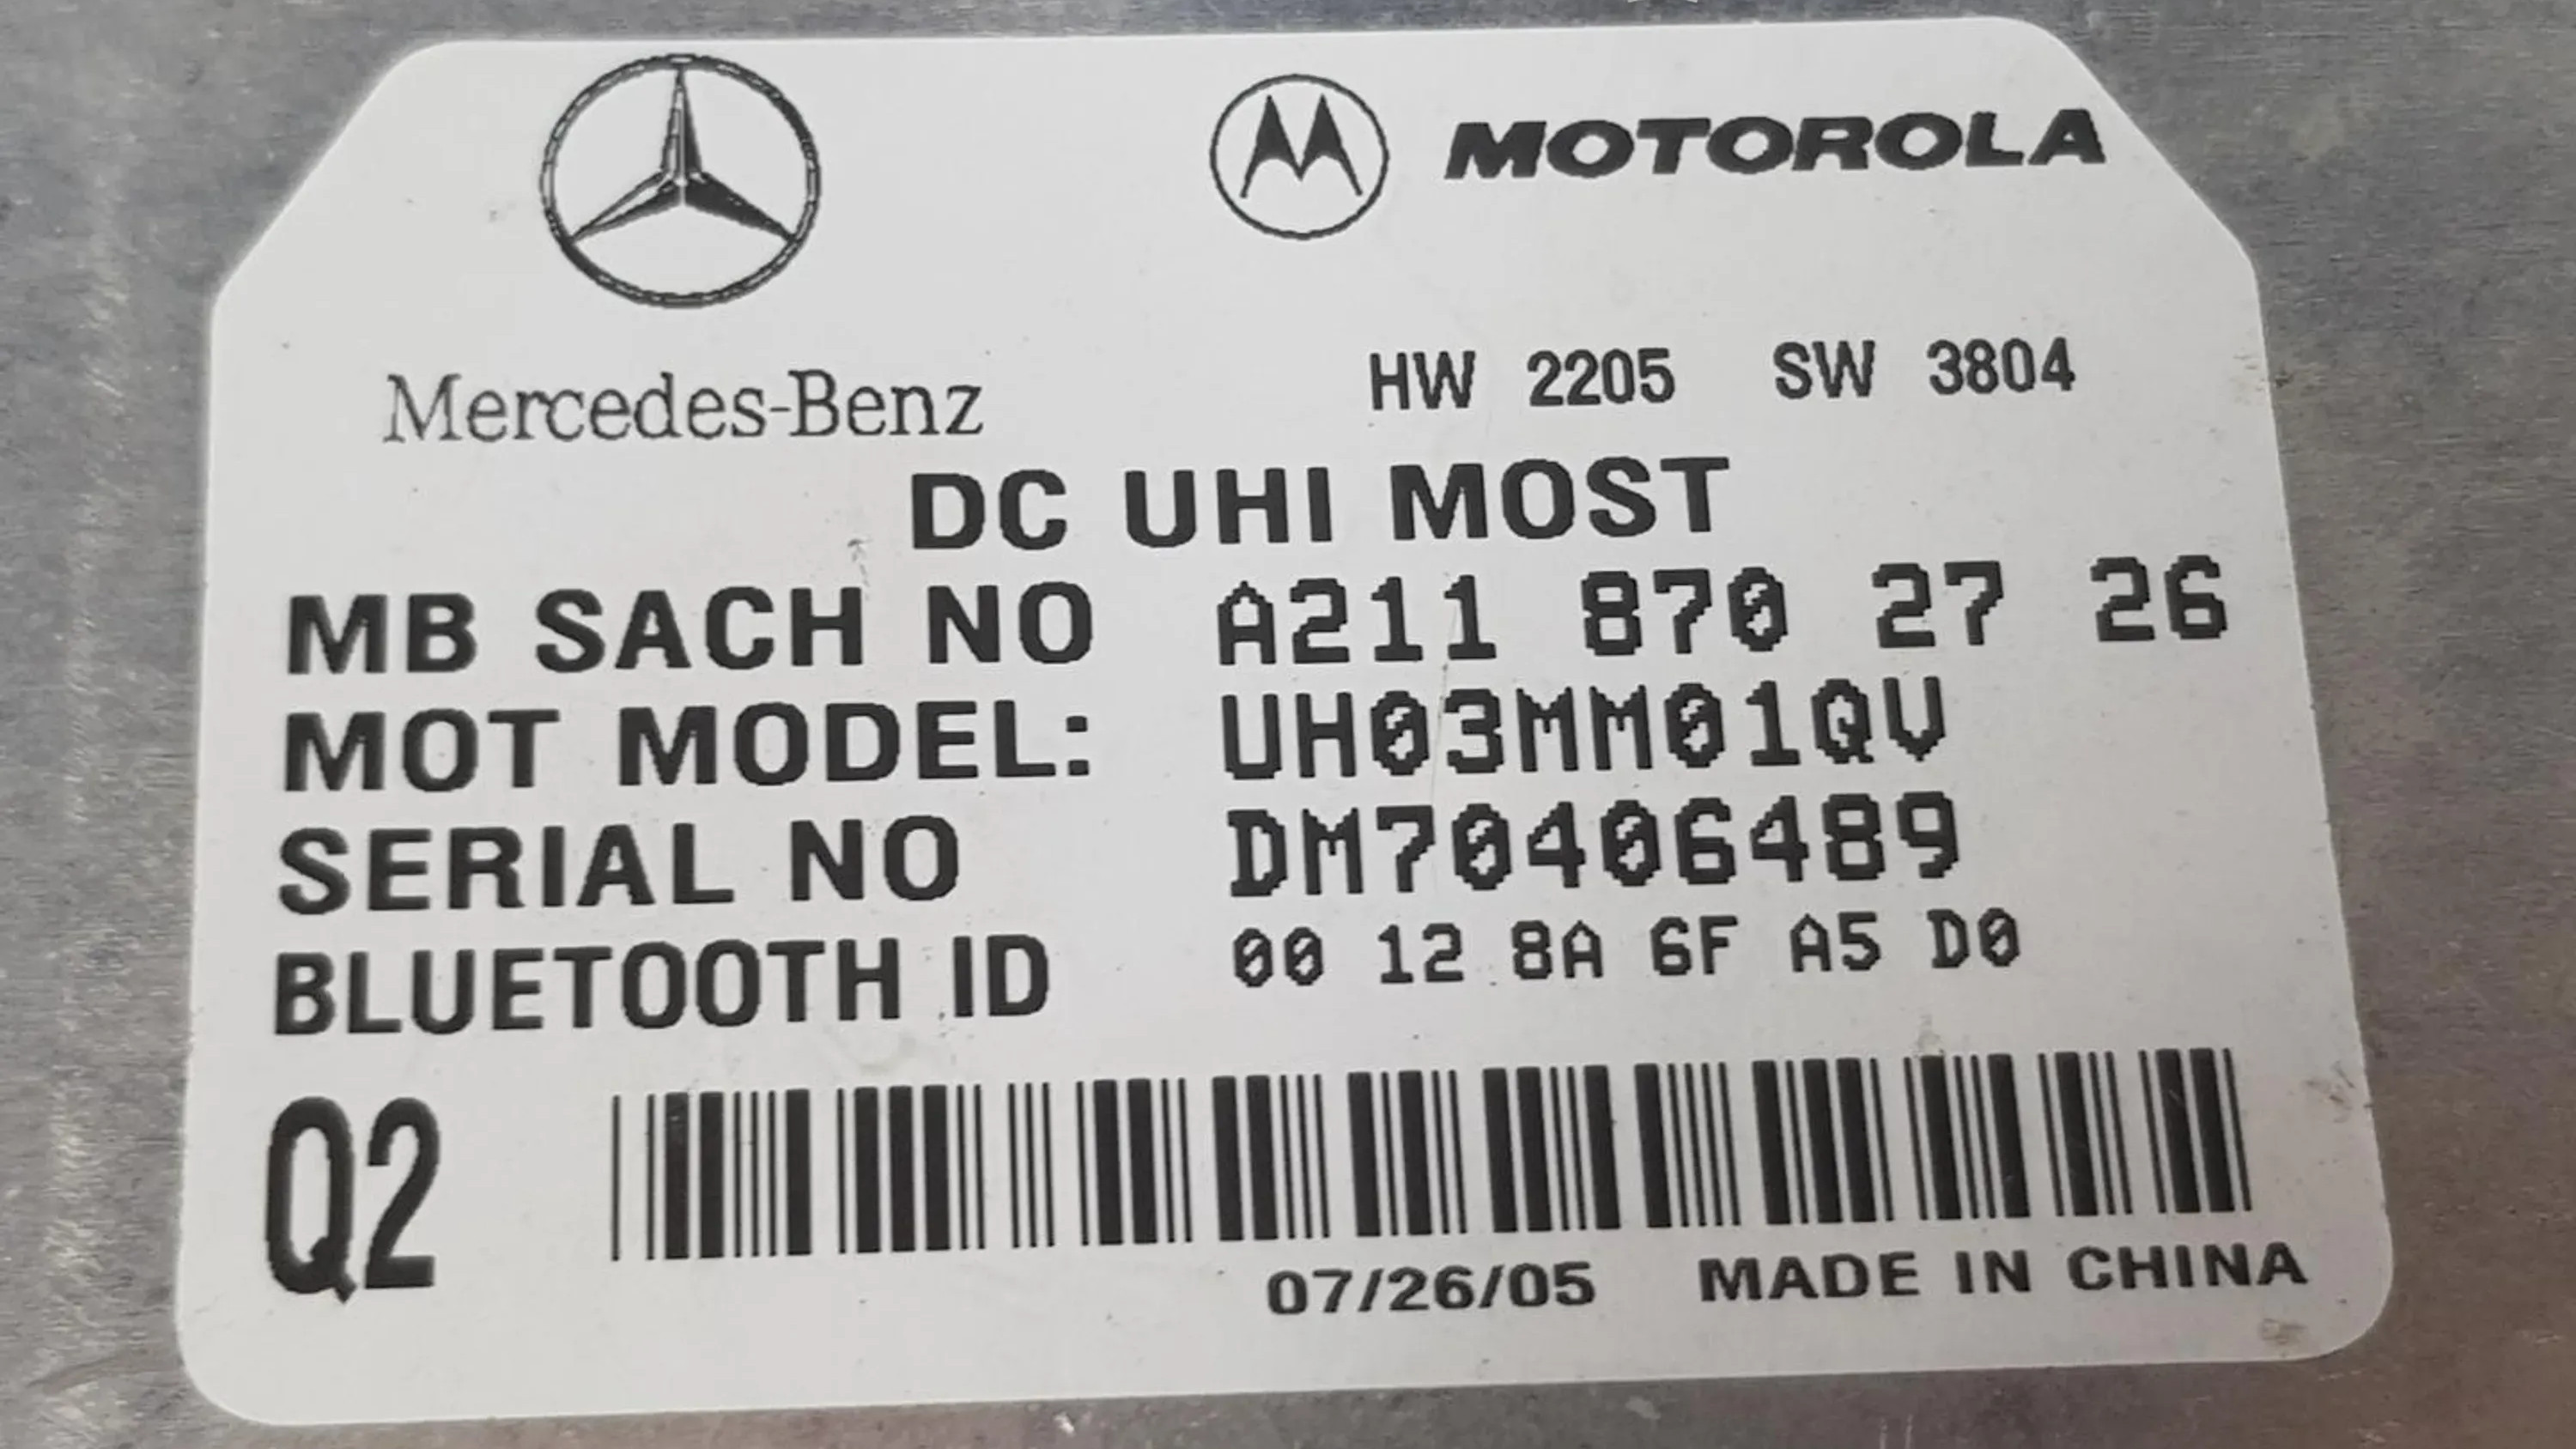 MOTOROLA
Mercedes-Benz
HW 2205 SW 3804
DC UHI MOST
MB SACH NO A211 870 27 26
MOT MODEL: UH03MM01QV
SERIAL NO DM70406489
BLUETOOTH ID 00 12 8A 6F A5 D0
Q2
07/26/05 MADE IN CHINA